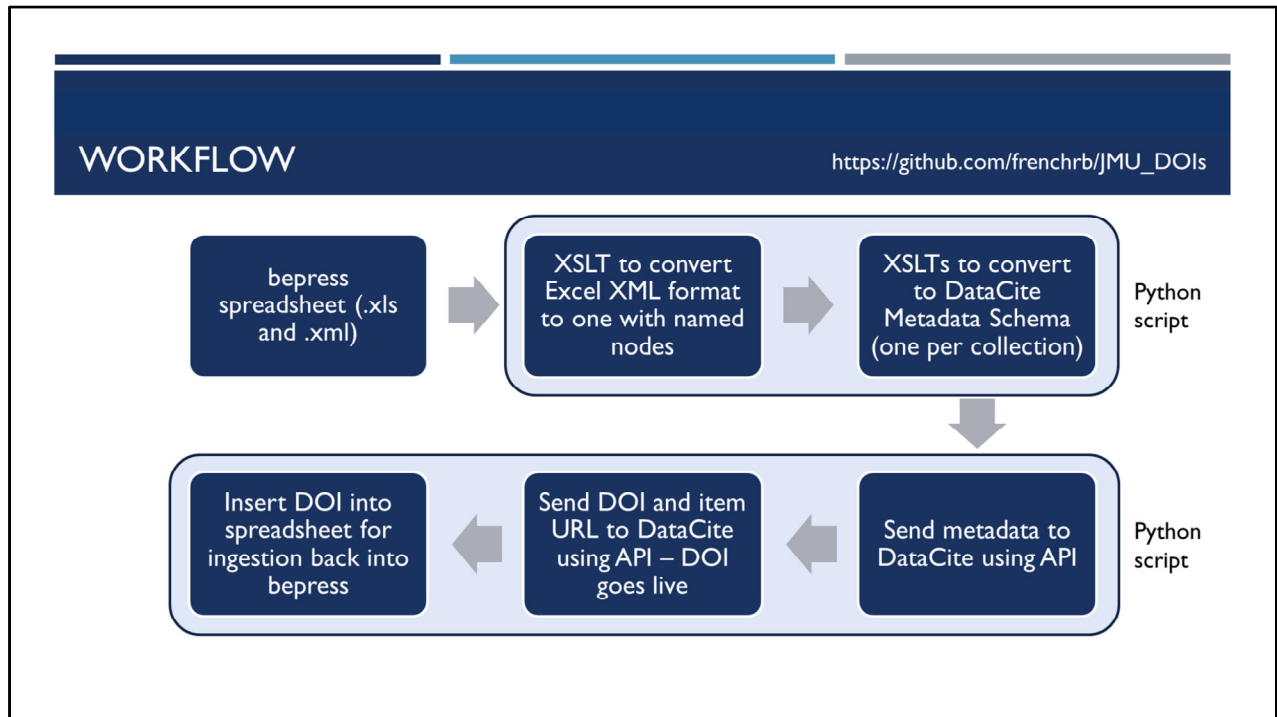 WORKFLOW
https://github.com/frenchrb/JMU_DOIs
bepress
spreadsheet (.xls
and .xml)
XSLT to convert
Excel XML format
to one with named
nodes
XSLTs to convert
to DataCite
Metadata Schema
(one per collection)
Python
script
Insert DOI into
spreadsheet for
ingestion back into
bepress
Send DOI and item
URL to DataCite
using API – DOI
goes live
Send metadata to
DataCite using API
Python
script